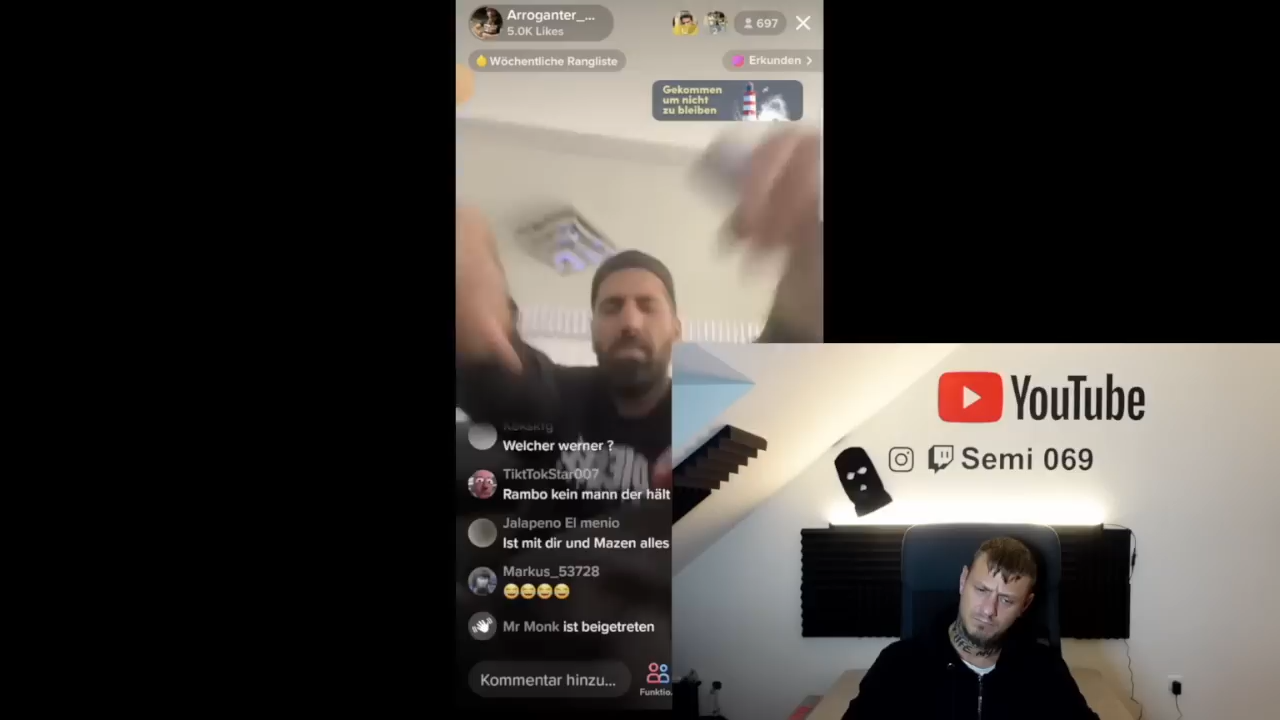 Arroganter_...
5.0K Likes
697
Wöchentliche Rangliste
Erkunden
Gekommen
um nicht
zu bleiben
Welcher werner ?
TiktTokStar007
Rambo kein mann der hält
Jalapeno El menio
Ist mit dir und Mazen alles
Markus_53728
😂😂😂😂
Mr Monk ist beigetreten
Kommentar hinzu...
Funktio.
YouTube
Semi 069